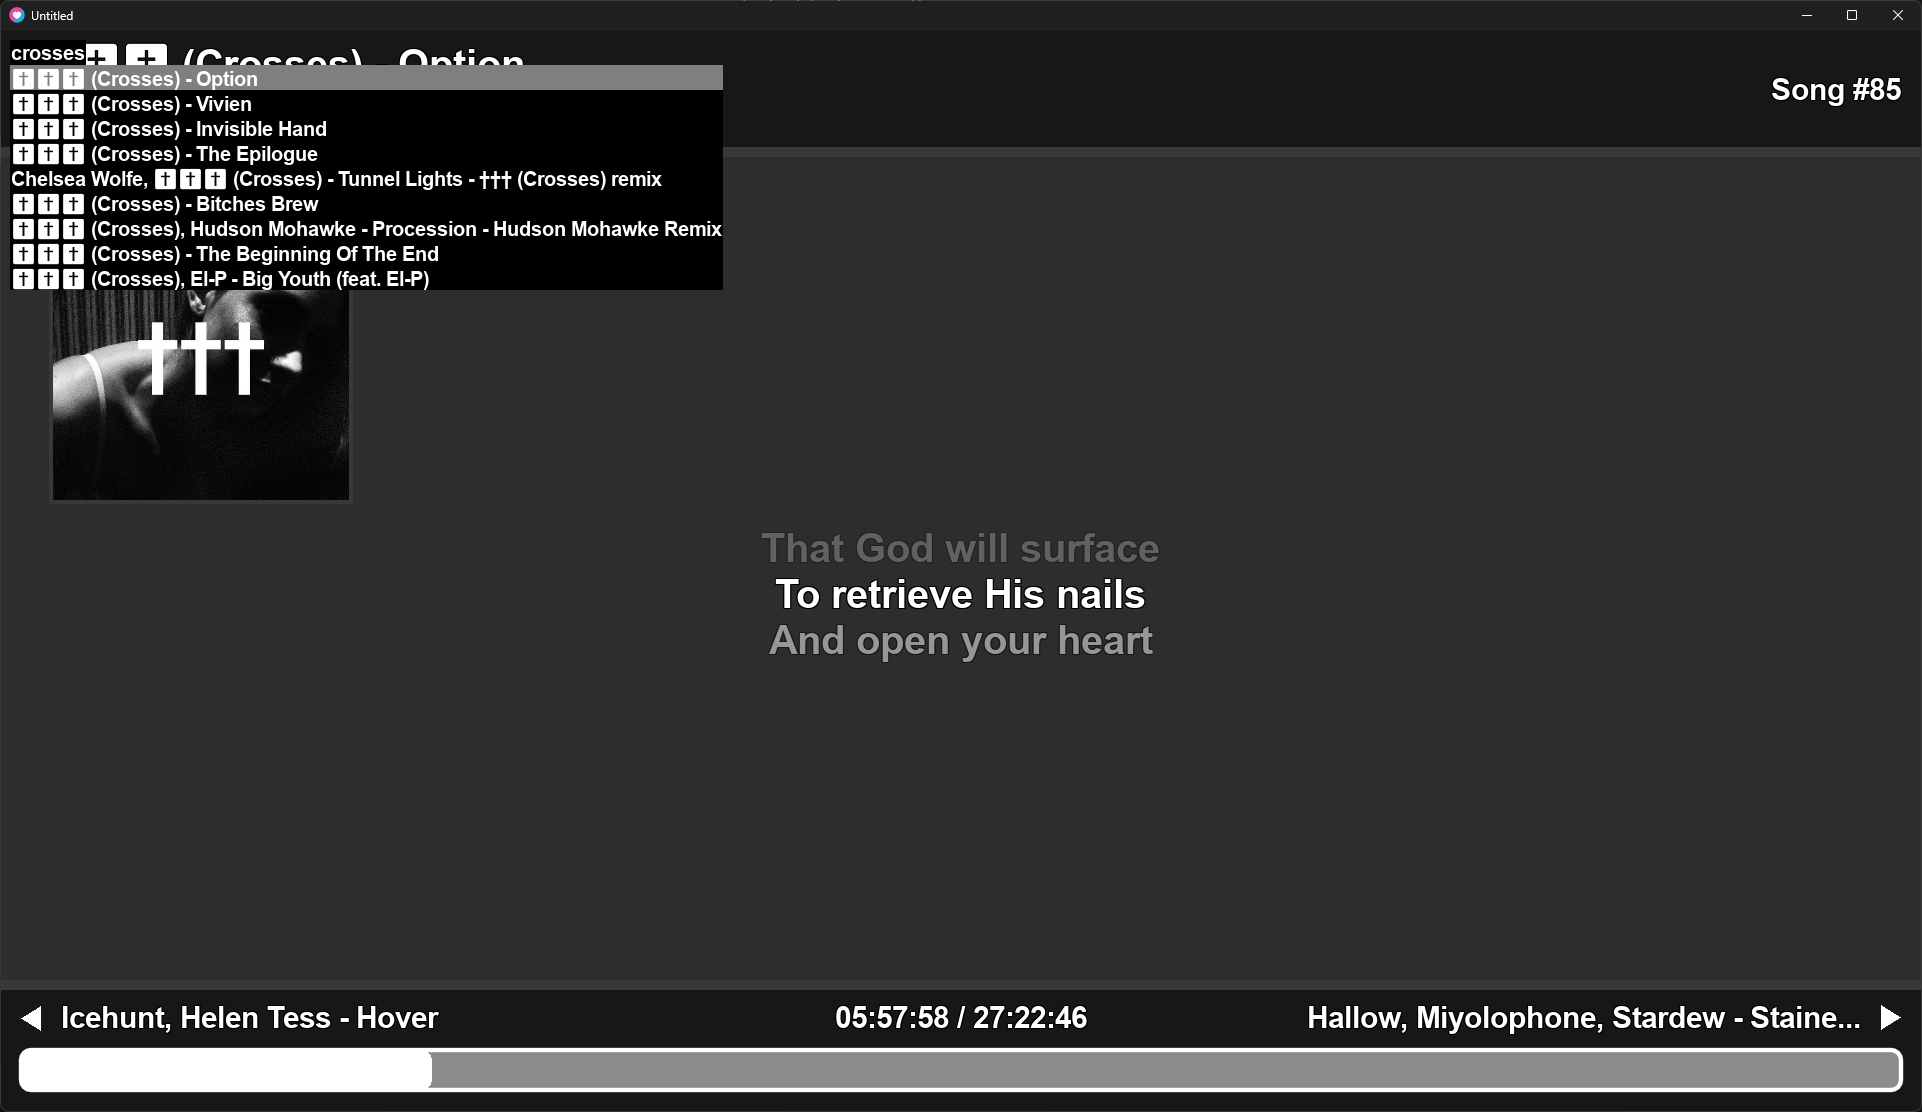 Untitled
crosses
✝ ✝ (Crosses) - Option
✝✝✝ (Crosses) - Option
✝✝✝ (Crosses) - Vivien
✝✝✝ (Crosses) - Invisible Hand
✝✝✝ (Crosses) - The Epilogue
Chelsea Wolfe, ✝✝✝ (Crosses) - Tunnel Lights - ††† (Crosses) remix
✝✝✝ (Crosses) - Bitches Brew
✝✝✝ (Crosses), Hudson Mohawke - Procession - Hudson Mohawke Remix
✝✝✝ (Crosses) - The Beginning Of The End
✝✝✝ (Crosses), El-P - Big Youth (feat. El-P)
Song #85
†††
That God will surface
To retrieve His nails
And open your heart
Icehunt, Helen Tess - Hover
05:57:58 / 27:22:46
Hallow, Miyolophone, Stardew - Staine...